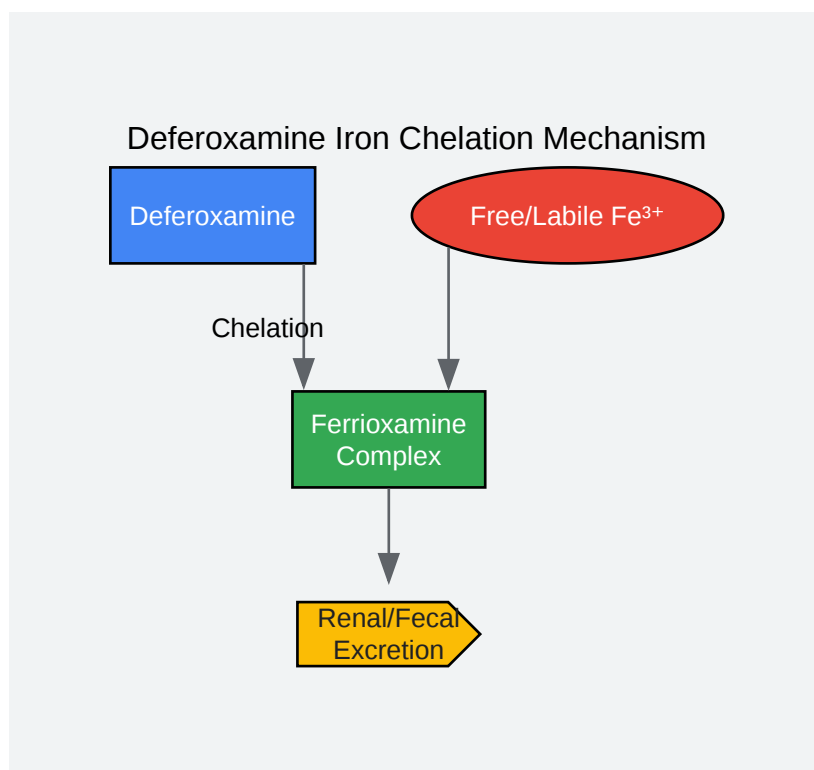 Deferoxamine Iron Chelation Mechanism
Deferoxamine
Free/Labile Fe³⁺
Chelation
Ferrioxamine
Complex
Renal/Fecal
Excretion